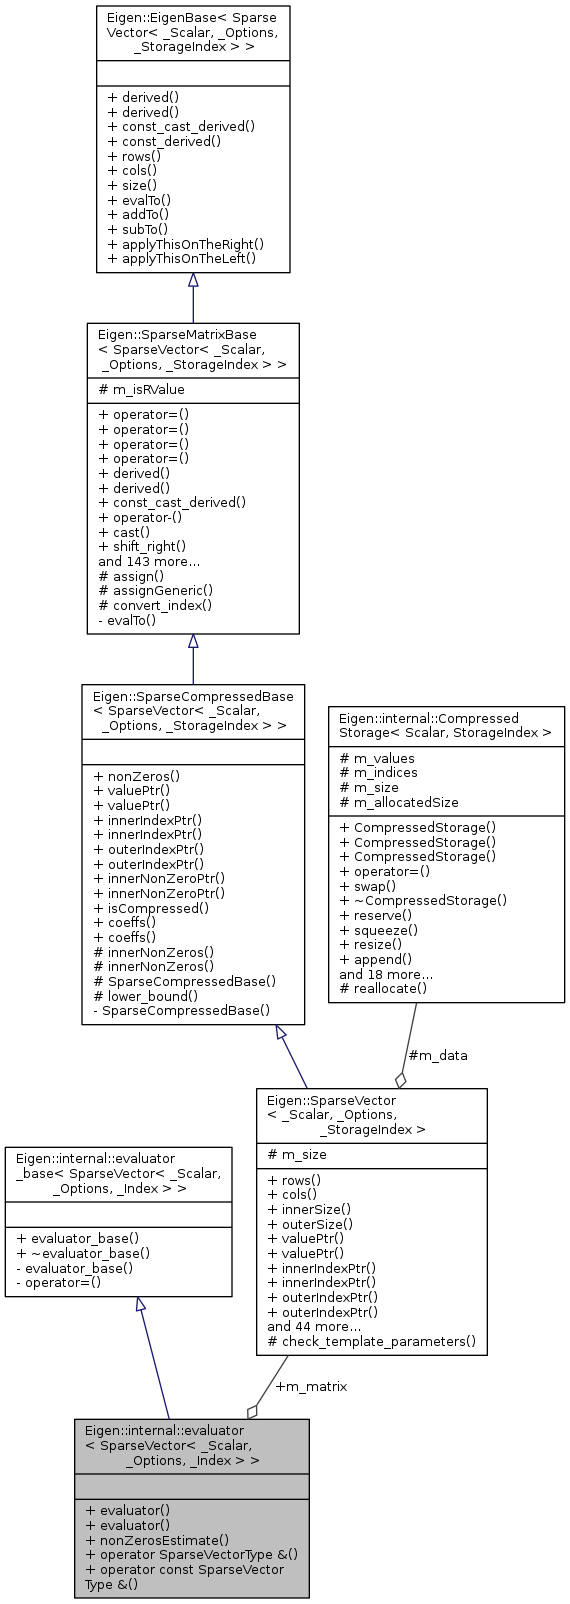 Eigen::EigenBase< Sparse
Vector< _Scalar, _Options,
_StorageIndex > >
+ derived()
+ derived()
+ const_cast_derived()
+ const_derived()
+ rows()
+ cols()
+ size()
+ evalTo()
+ addTo()
+ subTo()
+ applyThisOnTheRight()
+ applyThisOnTheLeft()
Eigen::SparseMatrixBase
< SparseVector< _Scalar,
_Options, _StorageIndex > >
# m_isRValue
+ operator=()
+ operator=()
+ operator=()
+ operator=()
+ derived()
+ derived()
+ const_cast_derived()
+ operator-()
+ cast()
+ shift_right()
and 143 more...
# assign()
# assignGeneric()
# convert_index()
- evalTo()
Eigen::SparseCompressedBase
< SparseVector< _Scalar,
_Options, _StorageIndex > >
+ nonZeros()
+ valuePtr()
+ valuePtr()
+ innerIndexPtr()
+ innerIndexPtr()
+ outerIndexPtr()
+ outerIndexPtr()
+ innerNonZeroPtr()
+ innerNonZeroPtr()
+ isCompressed()
+ coeffs()
+ coeffs()
# innerNonZeros()
# innerNonZeros()
# SparseCompressedBase()
# lower_bound()
- SparseCompressedBase()
Eigen::internal::Compressed
Storage< Scalar, StorageIndex >
# m_values
# m_indices
# m_size
# m_allocatedSize
+ CompressedStorage()
+ CompressedStorage()
+ CompressedStorage()
+ operator=()
+ swap()
+ ~CompressedStorage()
+ reserve()
+ squeeze()
+ resize()
+ append()
and 18 more...
# reallocate()
#m_data
Eigen::SparseVector
< _Scalar, _Options,
_StorageIndex >
# m_size
+ rows()
+ cols()
+ innerSize()
+ outerSize()
+ valuePtr()
+ valuePtr()
+ innerIndexPtr()
+ innerIndexPtr()
+ outerIndexPtr()
+ outerIndexPtr()
and 44 more...
# check_template_parameters()
Eigen::internal::evaluator
_base< SparseVector< _Scalar,
_Options, _Index > >
+ evaluator_base()
+ ~evaluator_base()
- evaluator_base()
- operator=()
+m_matrix
Eigen::internal::evaluator
< SparseVector< _Scalar,
_Options, _Index > >
+ evaluator()
+ evaluator()
+ nonZerosEstimate()
+ operator SparseVectorType &()
+ operator const SparseVector
Type &()